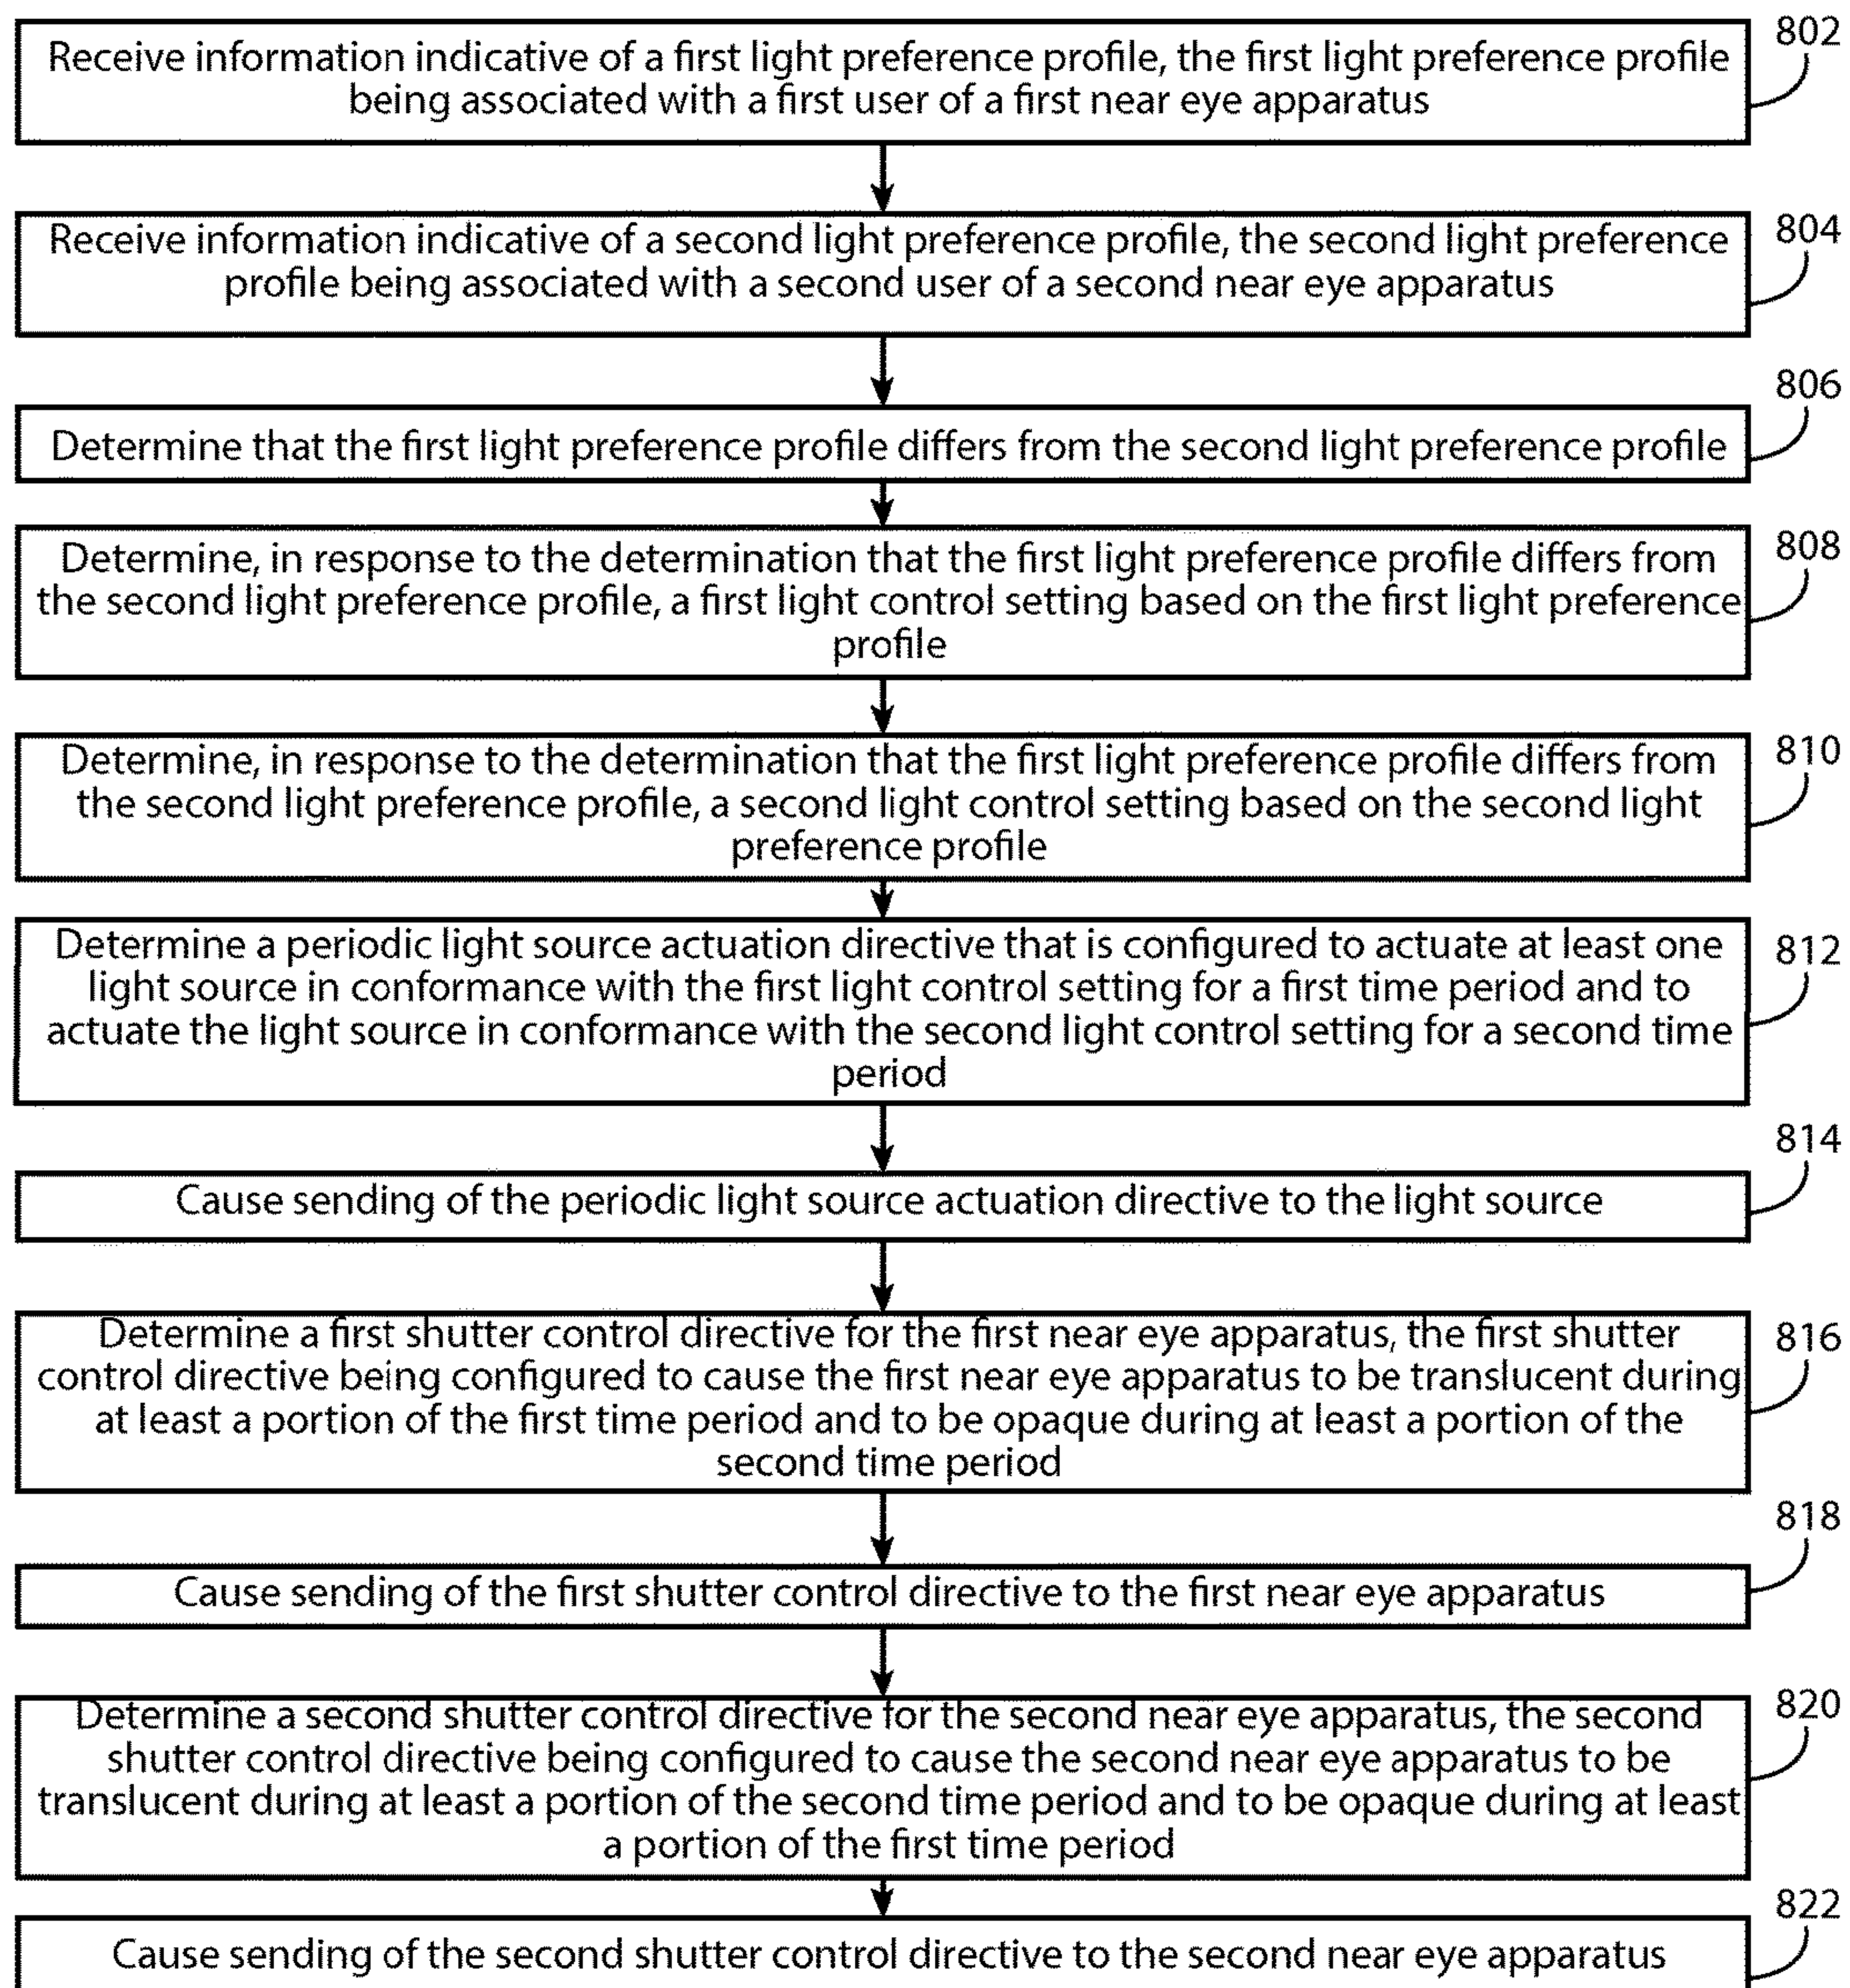 802
Receive information indicative of a first light preference profile, the first light preference profile
being associated with a first user of a first near eye apparatus
804
Receive information indicative of a second light preference profile, the second light preference
profile being associated with a second user of a second near eye apparatus
806
Determine that the first light preference profile differs from the second light preference profile
808
Determine, in response to the determination that the first light preference profile differs from
the second light preference profile, a first light control setting based on the first light preference
profile
810
Determine, in response to the determination that the first light preference profile differs from
the second light preference profile, a second light control setting based on the second light
preference profile
812
Determine a periodic light source actuation directive that is configured to actuate at least one
light source in conformance with the first light control setting for a first time period and to
actuate the light source in conformance with the second light control setting for a second time
period
814
Cause sending of the periodic light source actuation directive to the light source
816
Determine a first shutter control directive for the first near eye apparatus, the first shutter
control directive being configured to cause the first near eye apparatus to be translucent during
at least a portion of the first time period and to be opaque during at least a portion of the
second time period
818
Cause sending of the first shutter control directive to the first near eye apparatus
820
Determine a second shutter control directive for the second near eye apparatus, the second
shutter control directive being configured to cause the second near eye apparatus to be
translucent during at least a portion of the second time period and to be opaque during at least
a portion of the first time period
822
Cause sending of the second shutter control directive to the second near eye apparatus